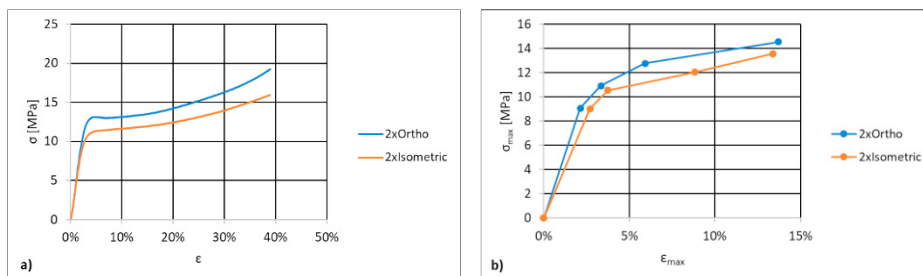 25
20
15
10
5
0
σ [MPa]
0% 10% 20% 30% 40% 50%
ε
2xOrtho
2xIsometric
a)
16
14
12
10
8
6
4
2
0
σmax [MPa]
0% 5% 10% 15%
εmax
2xOrtho
2xIsometric
b)